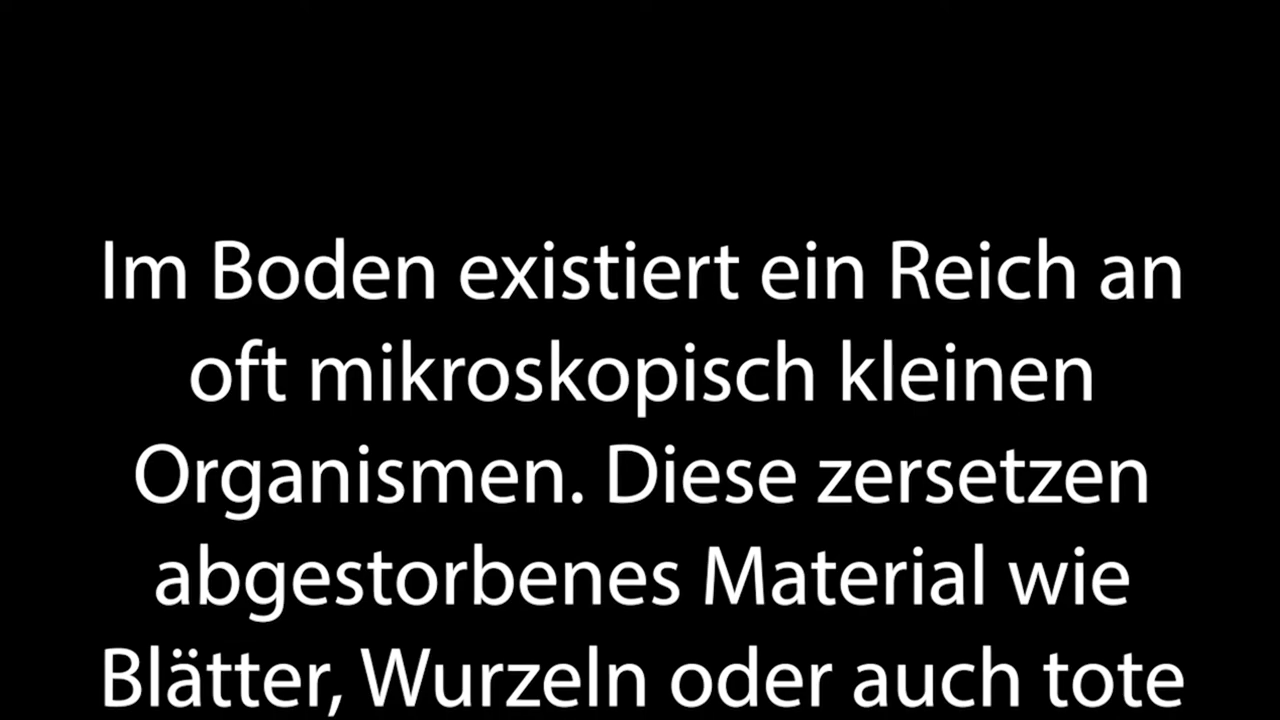 Im Boden existiert ein Reich an
oft mikroskopisch kleinen
Organismen. Diese zersetzen
abgestorbenes Material wie
Blätter, Wurzeln oder auch tote